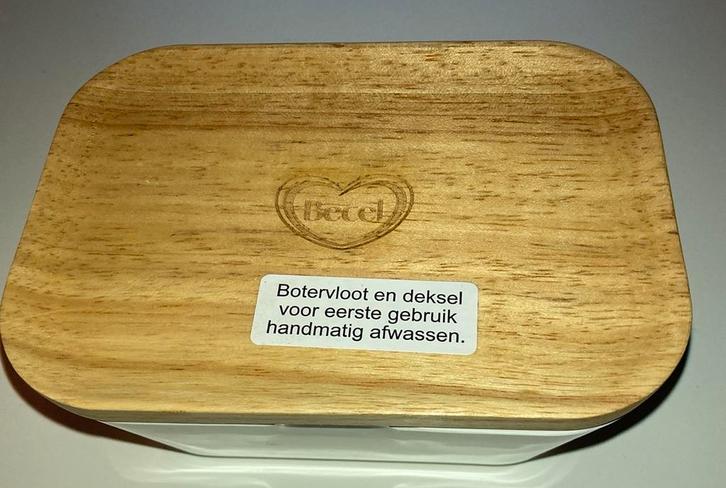 Becel
Botervloot en deksel
voor eerste gebruik
handmatig afwassen.